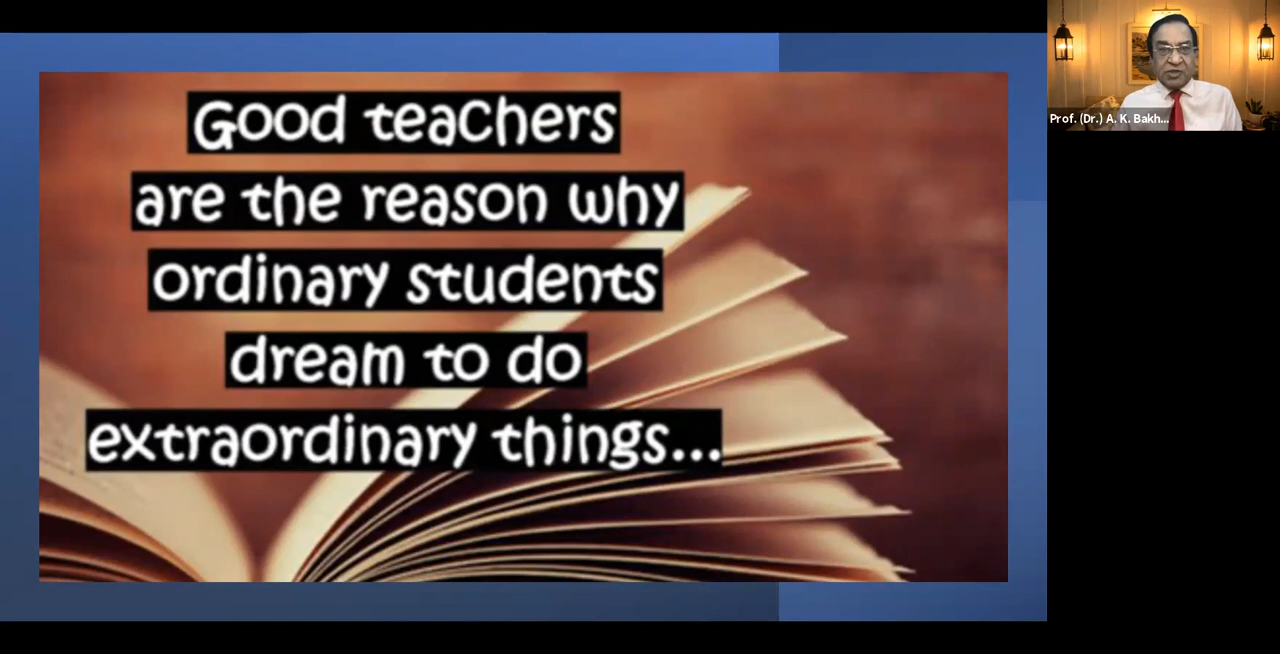 Good teachers
are the reason why
ordinary students
dream to do
extraordinary things...
Prof. (Dr.) A. K. Bakh...